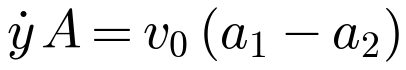 ẏ A = v₀ (a₁ − a₂)